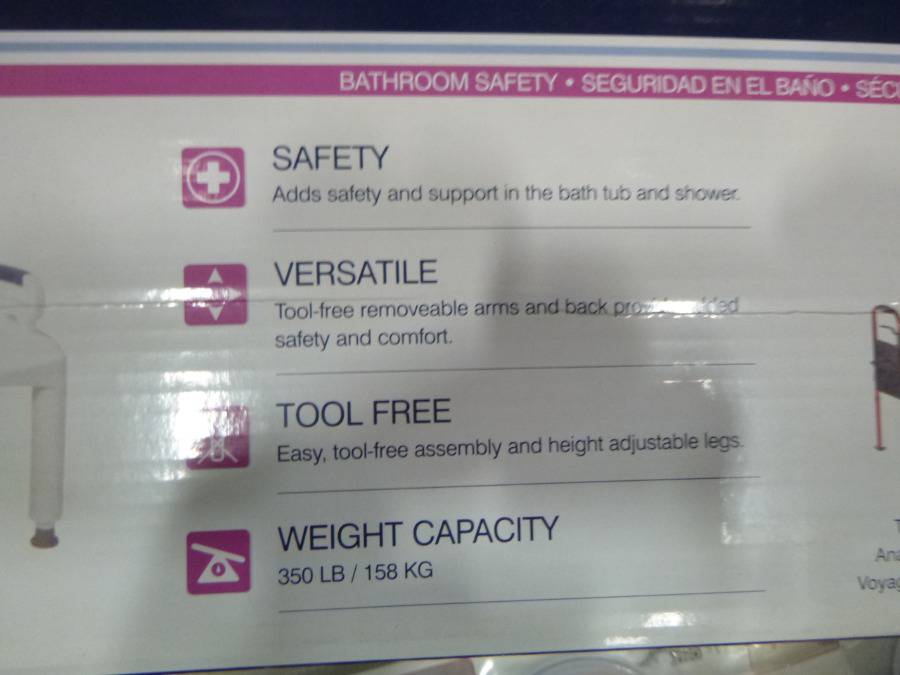 BATHROOM SAFETY • SEGURIDAD EN EL BAÑO •
SAFETY
Adds safety and support in the bath tub and shower.
VERSATILE
Tool-free removeable arms and back
safety and comfort.
TOOL FREE
Easy, tool-free assembly and height adjustable legs.
WEIGHT CAPACITY
350 LB / 158 KG